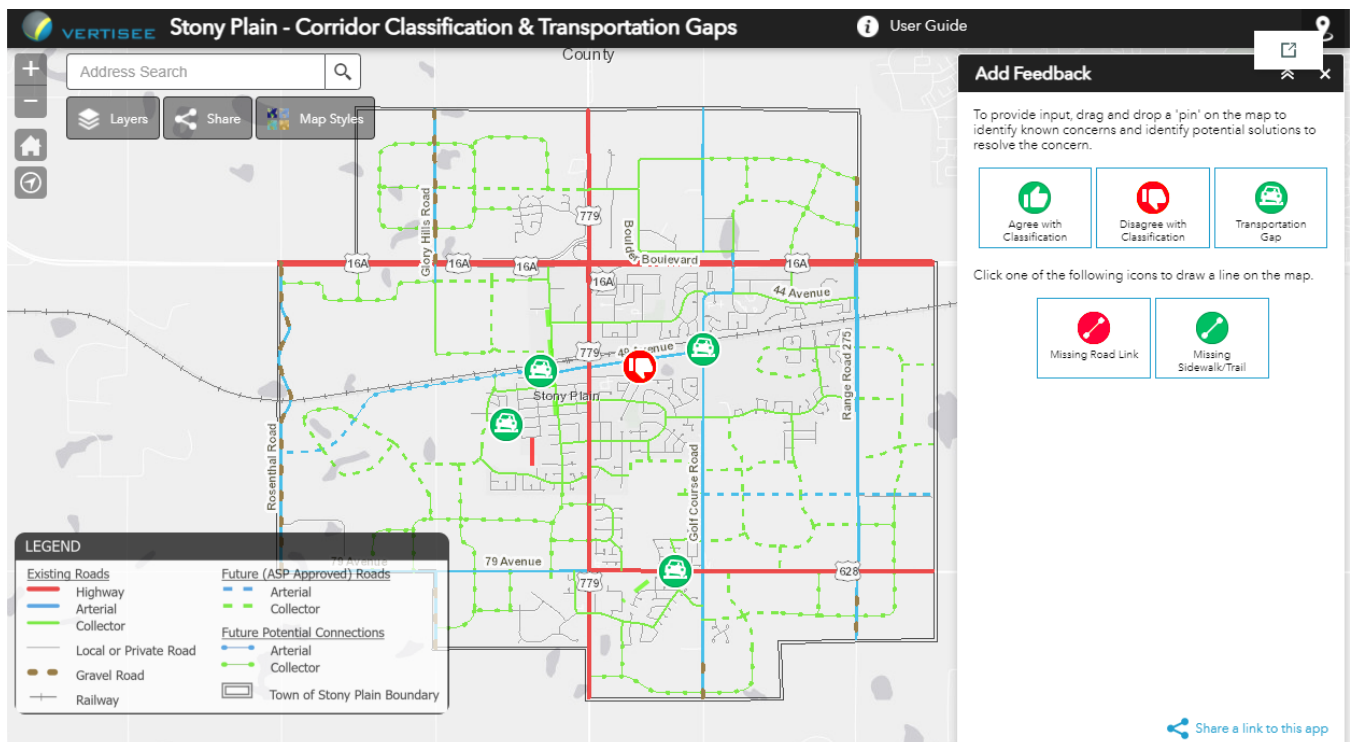 VERTISEE
Stony Plain - Corridor Classification & Transportation Gaps
i User Guide
County
+
−
Address Search
Layers
Share
Map Styles
Glory Hills Road
779
16A
16A
16A
Boulevard
16A
16A
44 Avenue
779
Avenue
Stony Plain
Range Road 275
Rosenthal Road
Golf Course Road
79 Avenue
79 Avenue
779
628
LEGEND
Existing Roads
Highway
Arterial
Collector
Local or Private Road
Gravel Road
Railway
Future (ASP Approved) Roads
Arterial
Collector
Future Potential Connections
Arterial
Collector
Town of Stony Plain Boundary
Add Feedback
To provide input, drag and drop a 'pin' on the map to
identify known concerns and identify potential solutions to
resolve the concern.
Agree with
Classification
Disagree with
Classification
Transportation
Gap
Click one of the following icons to draw a line on the map.
Missing Road Link
Missing
Sidewalk/Trail
Share a link to this app